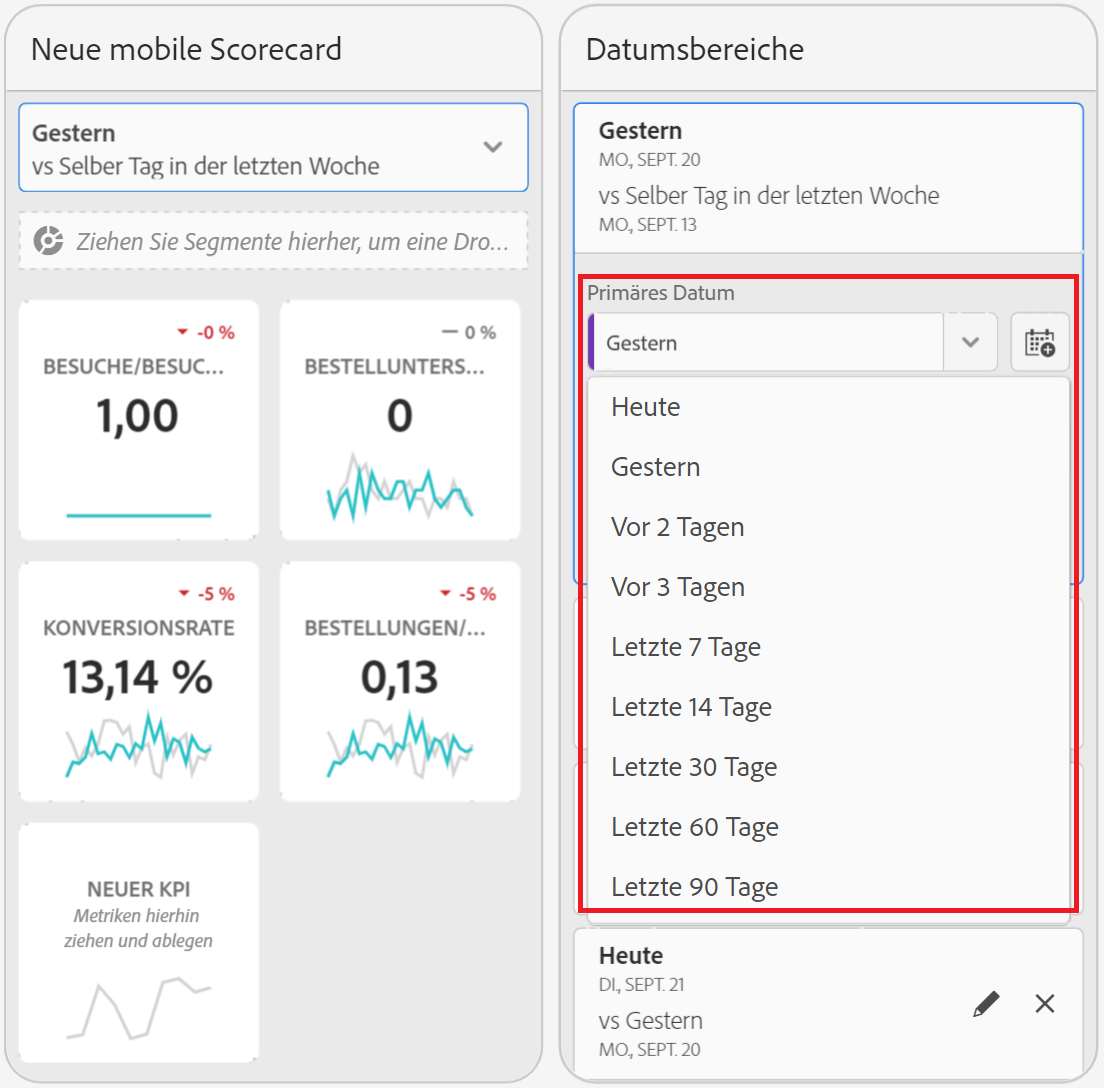 Neue mobile Scorecard
Gestern
vs Selber Tag in der letzten Woche
Ziehen Sie Segmente hierher, um eine Dro...
-0 %
BESUCHE/BESUC...
1,00
0 %
BESTELLUNTERS...
0
-5 %
KONVERSIONSRATE
13,14 %
-5 %
BESTELLUNGEN/...
0,13
NEUER KPI
Metriken hierhin
ziehen und ablegen
Datumsbereiche
Gestern
MO., SEPT. 20
vs Selber Tag in der letzten Woche
MO., SEPT. 13
Primäres Datum
Gestern
Heute
Gestern
Vor 2 Tagen
Vor 3 Tagen
Letzte 7 Tage
Letzte 14 Tage
Letzte 30 Tage
Letzte 60 Tage
Letzte 90 Tage
Heute
DI., SEPT. 21
vs Gestern
MO., SEPT. 20